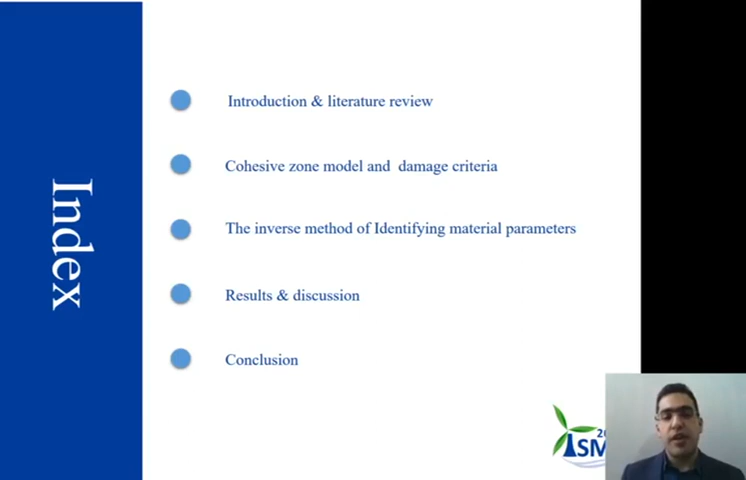 Index
Introduction & literature review
Cohesive zone model and damage criteria
The inverse method of Identifying material parameters
Results & discussion
Conclusion